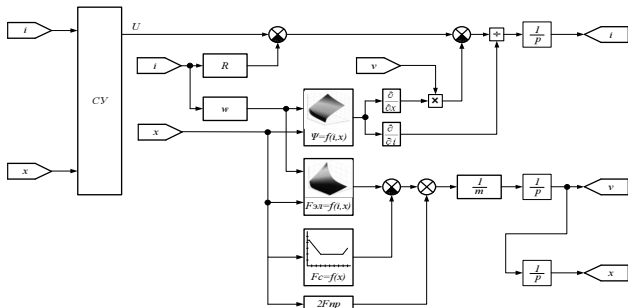 i
U
i
1
p
i
R
v
СУ
x
w
∂
∂x
×
÷
Ψ=f(i,x)
∂
∂i
x
Fэл=f(i,x)
1
m
1
p
v
Fc=f(x)
1
p
x
2Fпр